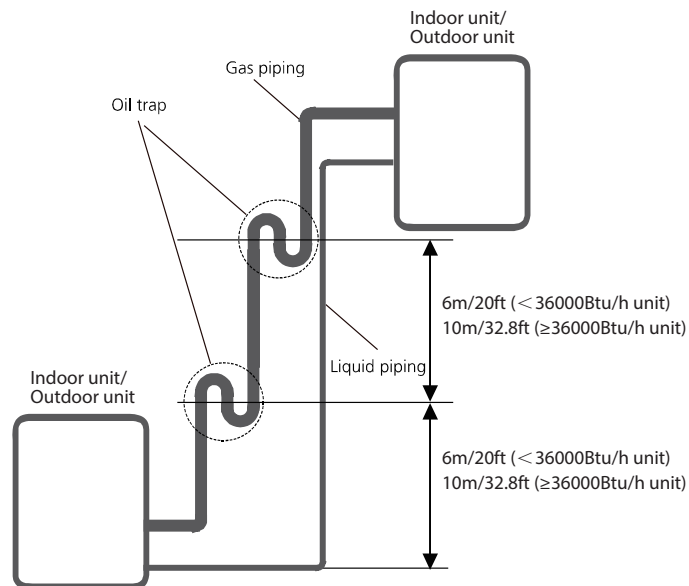 Indoor unit/
Outdoor unit
Gas piping
Oil trap
6m/20ft (＜36000Btu/h unit)
10m/32.8ft (≥36000Btu/h unit)
Liquid piping
Indoor unit/
Outdoor unit
6m/20ft (＜36000Btu/h unit)
10m/32.8ft (≥36000Btu/h unit)